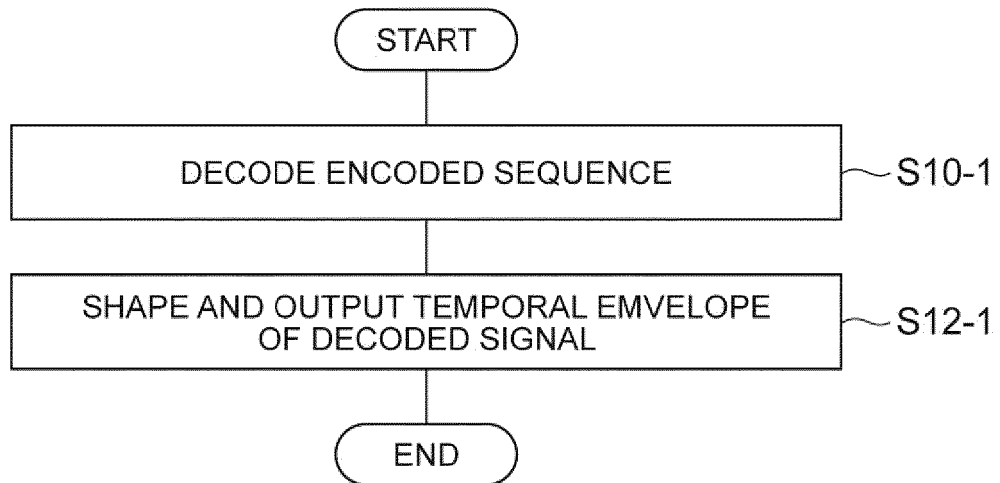 START
DECODE ENCODED SEQUENCE
S10-1
SHAPE AND OUTPUT TEMPORAL EMVELOPE
OF DECODED SIGNAL
S12-1
END